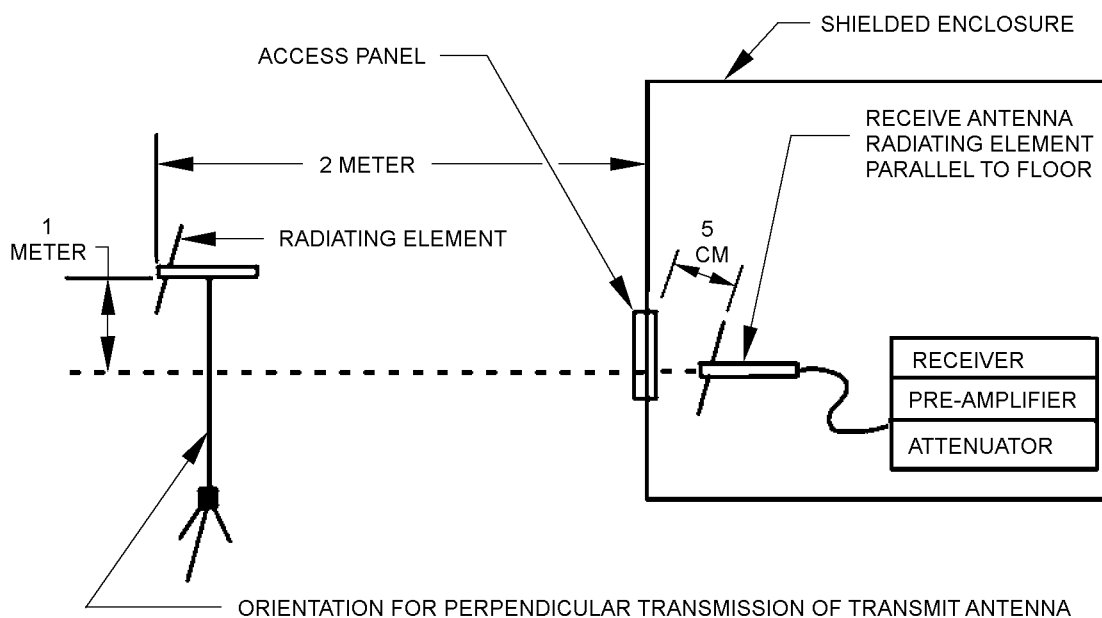 SHIELDED ENCLOSURE
ACCESS PANEL
RECEIVE ANTENNA
RADIATING ELEMENT
PARALLEL TO FLOOR
2 METER
1
METER
RADIATING ELEMENT
5
CM
RECEIVER
PRE-AMPLIFIER
ATTENUATOR
ORIENTATION FOR PERPENDICULAR TRANSMISSION OF TRANSMIT ANTENNA